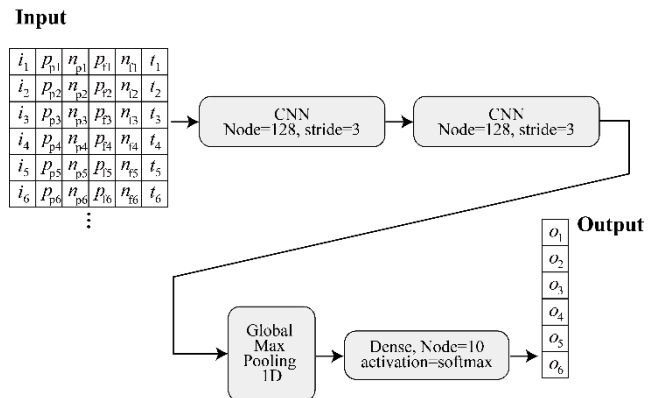 Input
i1 pp1 np1 pf1 nf1 t1
i2 pp2 np2 pf2 nf2 t2
i3 pp3 np3 pf3 nf3 t3
i4 pp4 np4 pf4 nf4 t4
i5 pp5 np5 pf5 nf5 t5
i6 pp6 np6 pf6 nf6 t6
⋮
CNN
Node=128, stride=3
CNN
Node=128, stride=3
Global
Max
Pooling
1D
Dense, Node=10
activation=softmax
Output
o1
o2
o3
o4
o5
o6